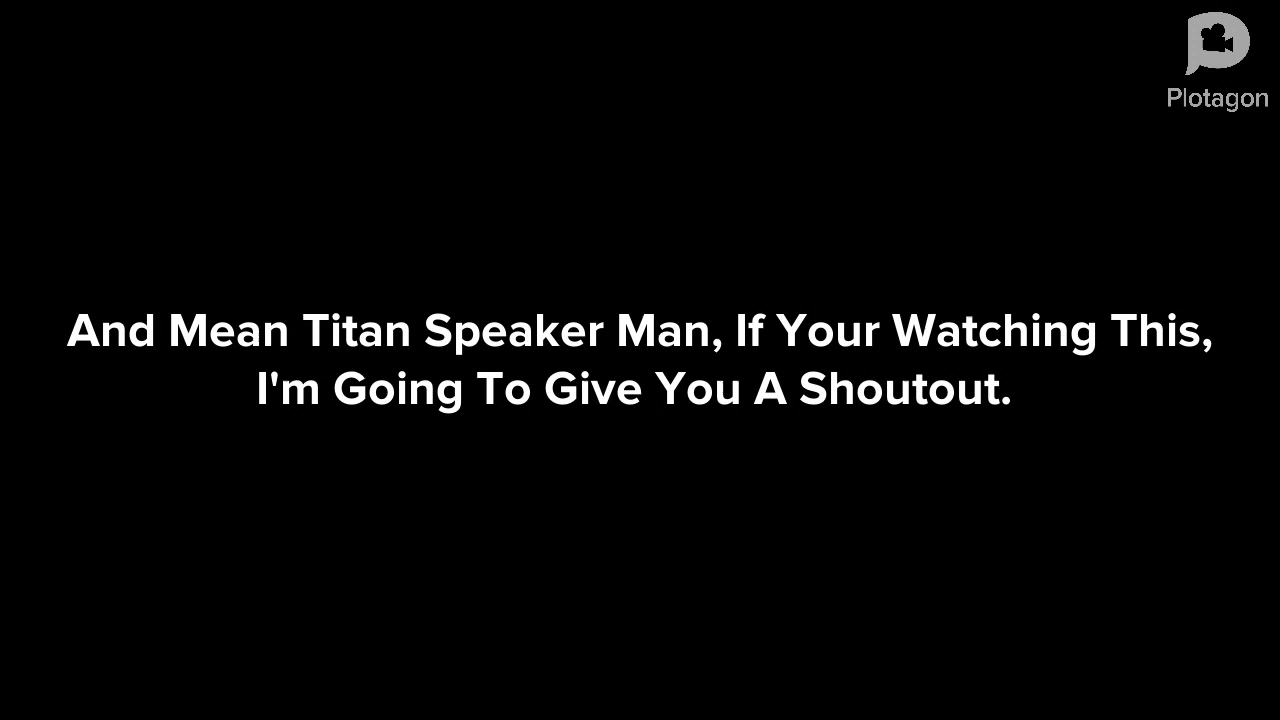 Plotagon
And Mean Titan Speaker Man, If Your Watching This,
I'm Going To Give You A Shoutout.